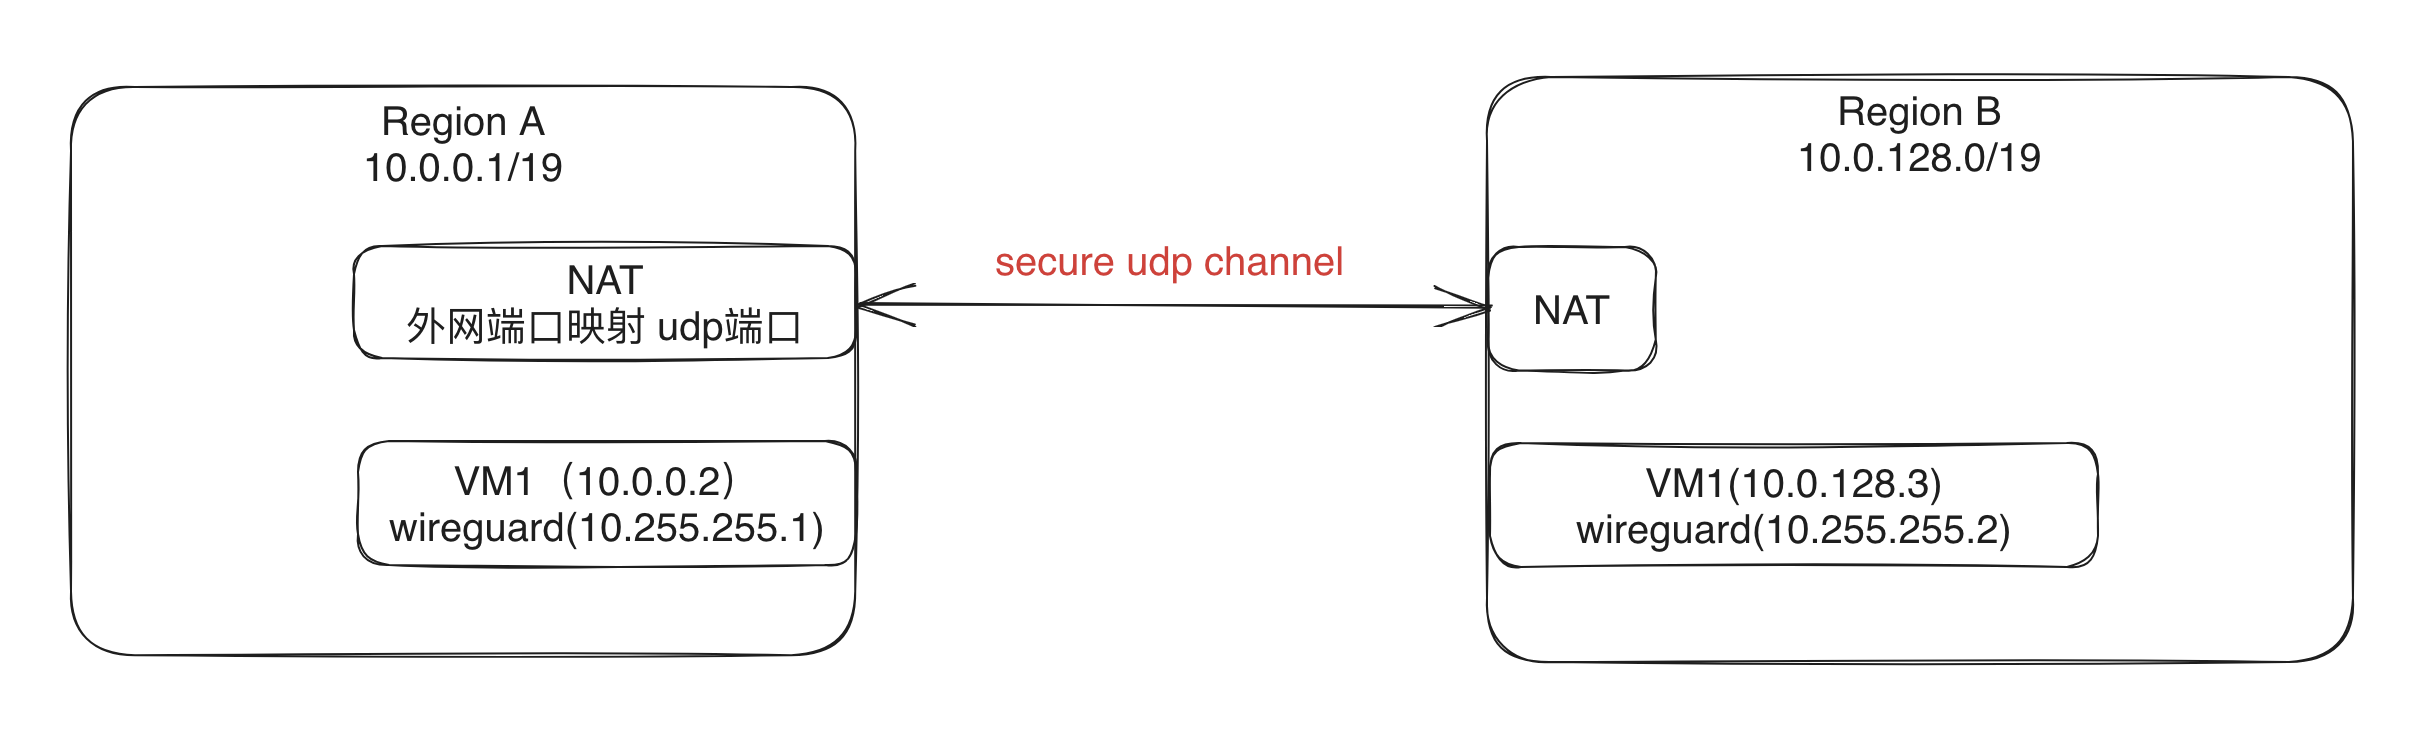 Region A
10.0.0.1/19
NAT
外网端口映射 udp端口
VM1（10.0.0.2）
wireguard(10.255.255.1)
secure udp channel
Region B
10.0.128.0/19
NAT
VM1(10.0.128.3)
wireguard(10.255.255.2)